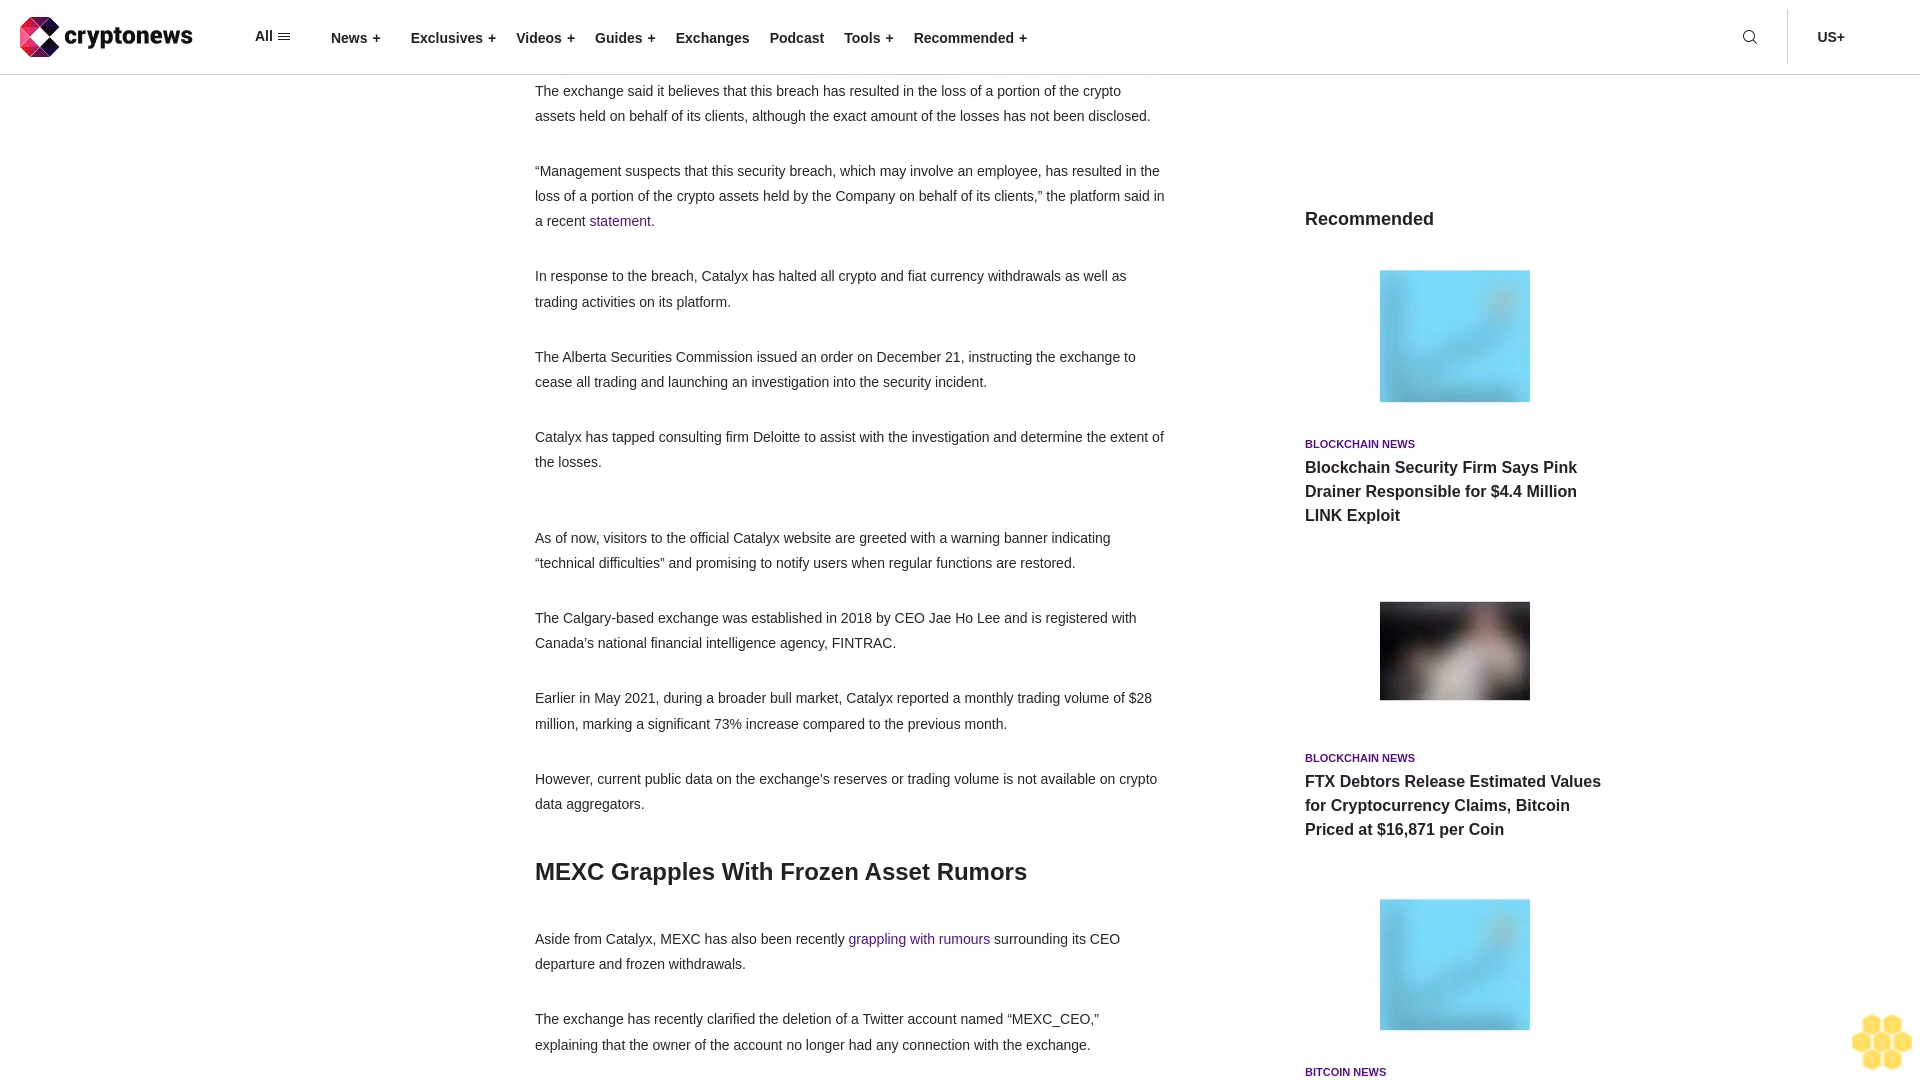 cryptonews
All
News +
Exclusives +
Videos +
Guides +
Exchanges
Podcast
Tools +
Recommended +
US+
The exchange said it believes that this breach has resulted in the loss of a portion of the crypto
assets held on behalf of its clients, although the exact amount of the losses has not been disclosed.
“Management suspects that this security breach, which may involve an employee, has resulted in the
loss of a portion of the crypto assets held by the Company on behalf of its clients,” the platform said in
a recent statement.
In response to the breach, Catalyx has halted all crypto and fiat currency withdrawals as well as
trading activities on its platform.
The Alberta Securities Commission issued an order on December 21, instructing the exchange to
cease all trading and launching an investigation into the security incident.
Catalyx has tapped consulting firm Deloitte to assist with the investigation and determine the extent of
the losses.
As of now, visitors to the official Catalyx website are greeted with a warning banner indicating
“technical difficulties” and promising to notify users when regular functions are restored.
The Calgary-based exchange was established in 2018 by CEO Jae Ho Lee and is registered with
Canada’s national financial intelligence agency, FINTRAC.
Earlier in May 2021, during a broader bull market, Catalyx reported a monthly trading volume of $28
million, marking a significant 73% increase compared to the previous month.
However, current public data on the exchange’s reserves or trading volume is not available on crypto
data aggregators.
MEXC Grapples With Frozen Asset Rumors
Aside from Catalyx, MEXC has also been recently grappling with rumours surrounding its CEO
departure and frozen withdrawals.
The exchange has recently clarified the deletion of a Twitter account named “MEXC_CEO,”
explaining that the owner of the account no longer had any connection with the exchange.
Recommended
BLOCKCHAIN NEWS
Blockchain Security Firm Says Pink
Drainer Responsible for $4.4 Million
LINK Exploit
BLOCKCHAIN NEWS
FTX Debtors Release Estimated Values
for Cryptocurrency Claims, Bitcoin
Priced at $16,871 per Coin
BITCOIN NEWS